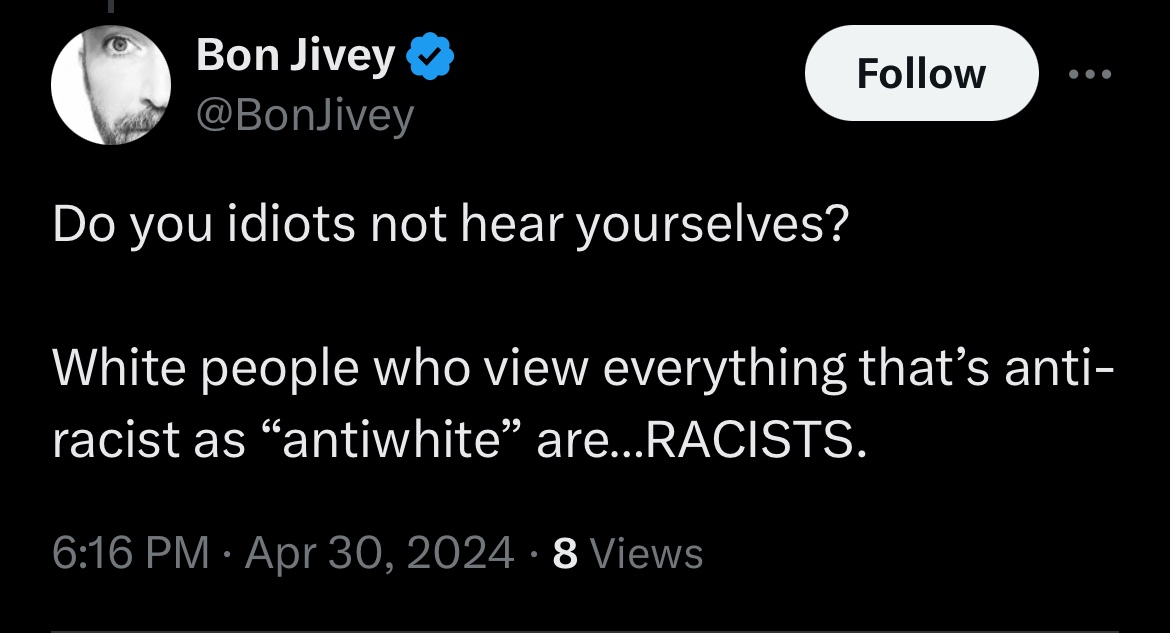 Bon Jivey
Follow
@BonJivey
Do you idiots not hear yourselves?
White people who view everything that’s anti-
racist as “antiwhite” are...RACISTS.
6:16 PM · Apr 30, 2024 · 8 Views